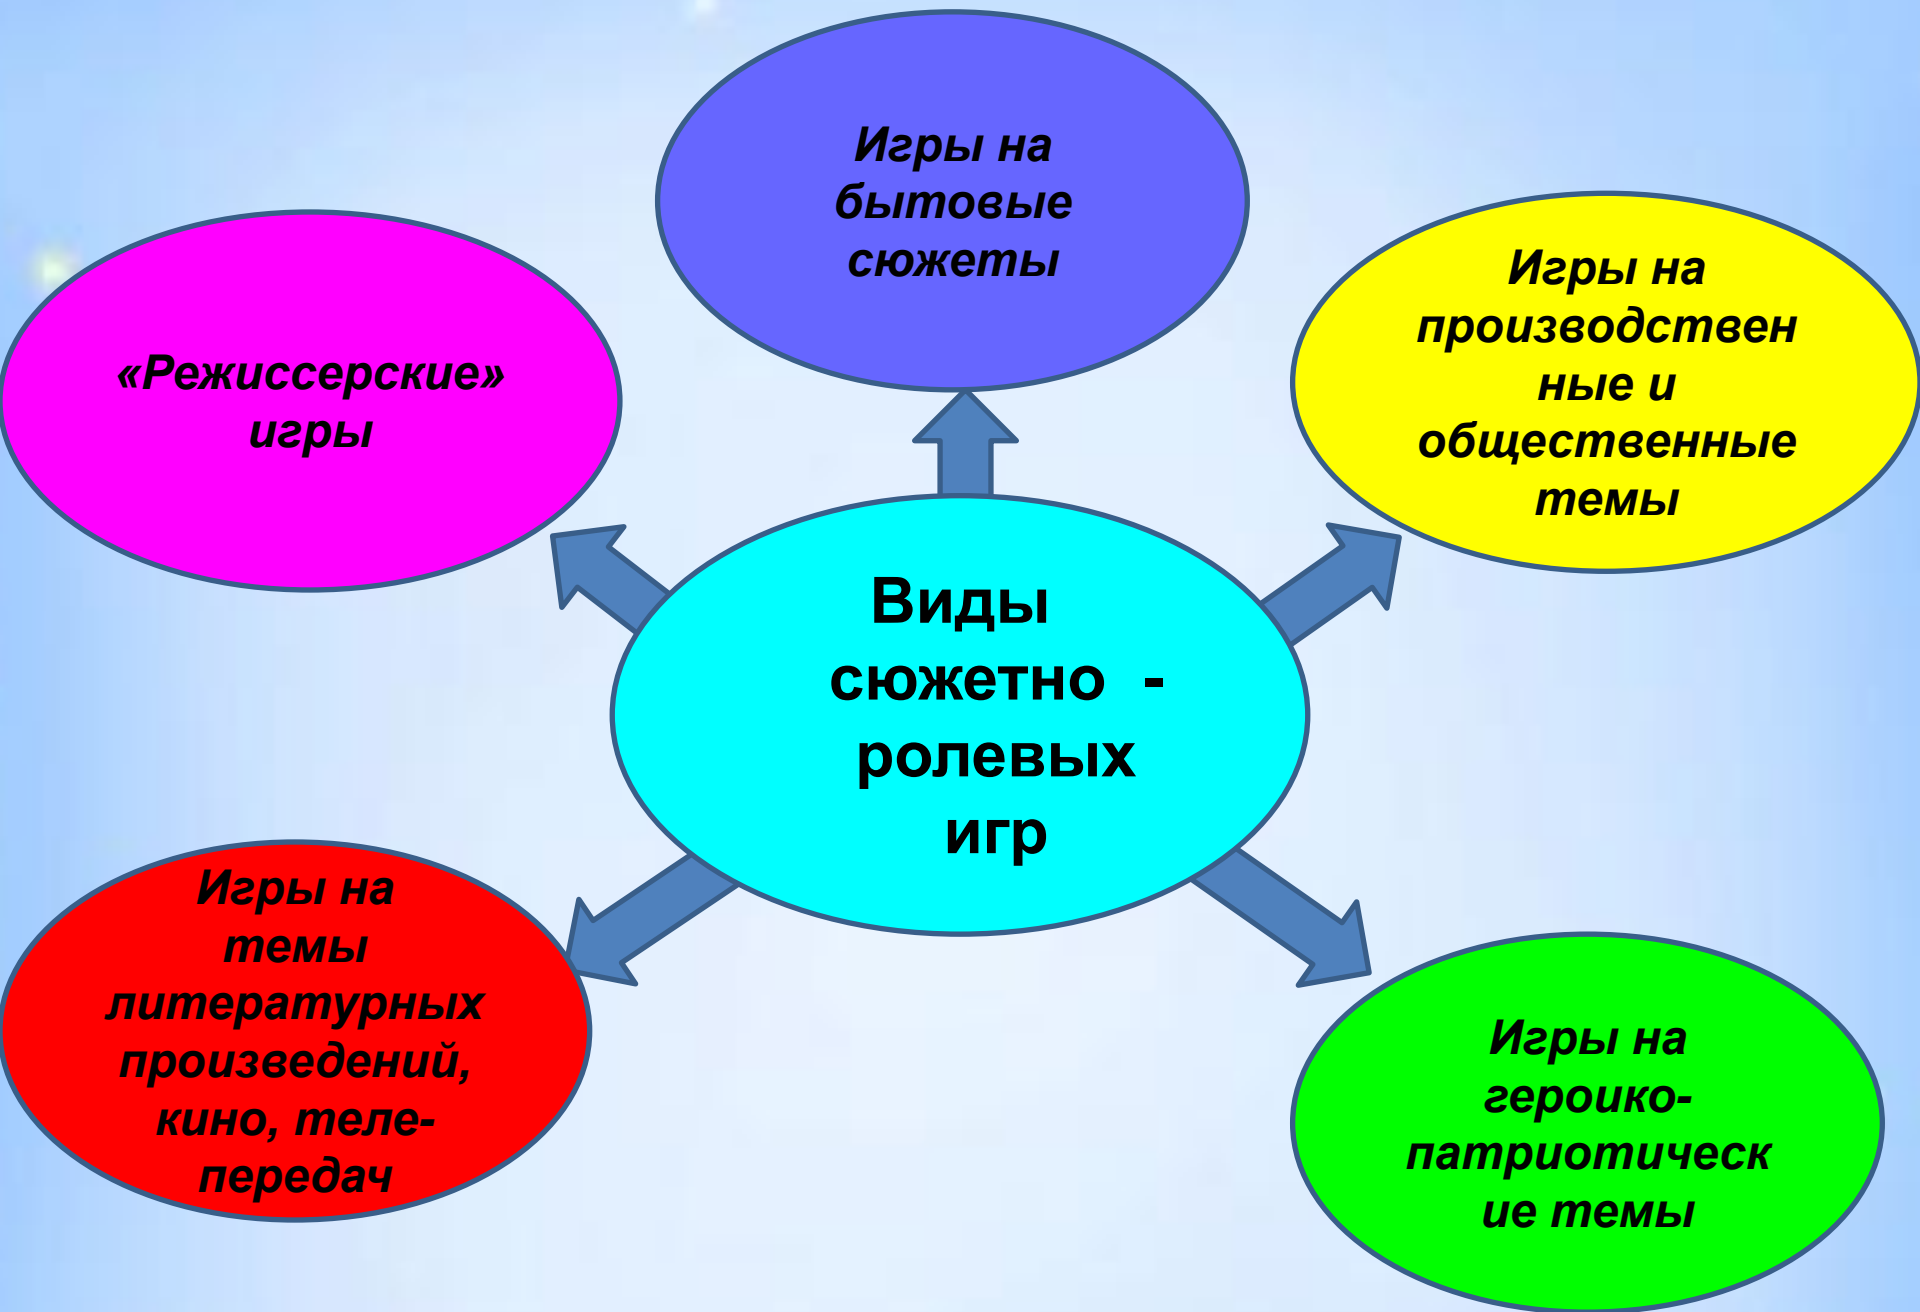 Игры на
бытовые
сюжеты
«Режиссерские»
игры
Игры на
производствен
ные и
общественные
темы
Виды
сюжетно -
ролевых
игр
Игры на
темы
литературных
произведений,
кино, теле-
передач
Игры на
героико-
патриотическ
ие темы